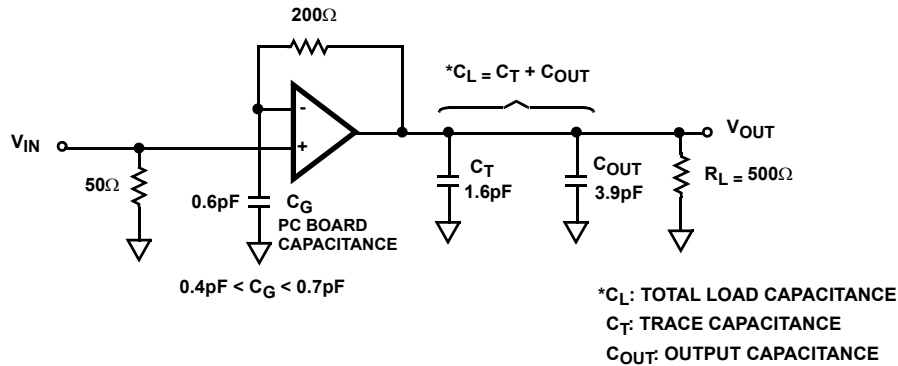 200Ω
*CL = CT + COUT
VIN
-
+
VOUT
50Ω
0.6pF
CG
PC BOARD
CAPACITANCE
CT
1.6pF
COUT
3.9pF
RL = 500Ω
0.4pF < CG < 0.7pF
*CL: TOTAL LOAD CAPACITANCE
CT: TRACE CAPACITANCE
COUT: OUTPUT CAPACITANCE